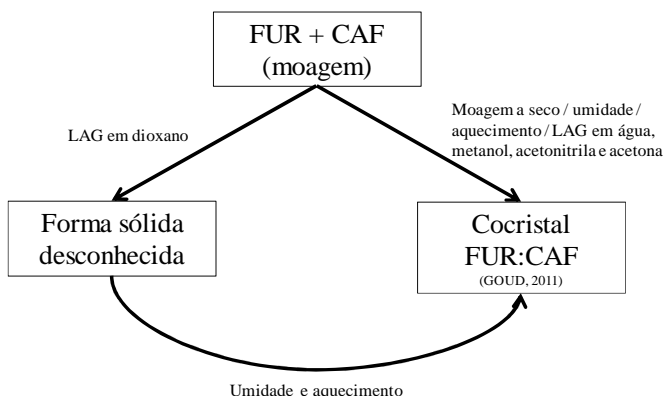 FUR + CAF
(moagem)
LAG em dioxano
Moagem a seco / umidade /
aquecimento / LAG em água,
metanol, acetonitrila e acetona
Forma sólida
desconhecida
Cocristal
FUR:CAF
(GOUD, 2011)
Umidade e aquecimento